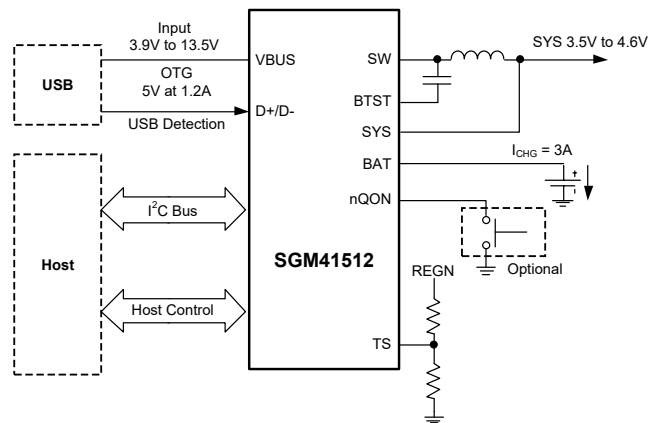 Input
3.9V to 13.5V
USB
OTG
5V at 1.2A
USB Detection
VBUS
D+/D-
SW
BTST
SYS
BAT
nQON
TS
SYS 3.5V to 4.6V
ICHG = 3A
+
-
Optional
REGN
SGM41512
Host
I2C Bus
Host Control